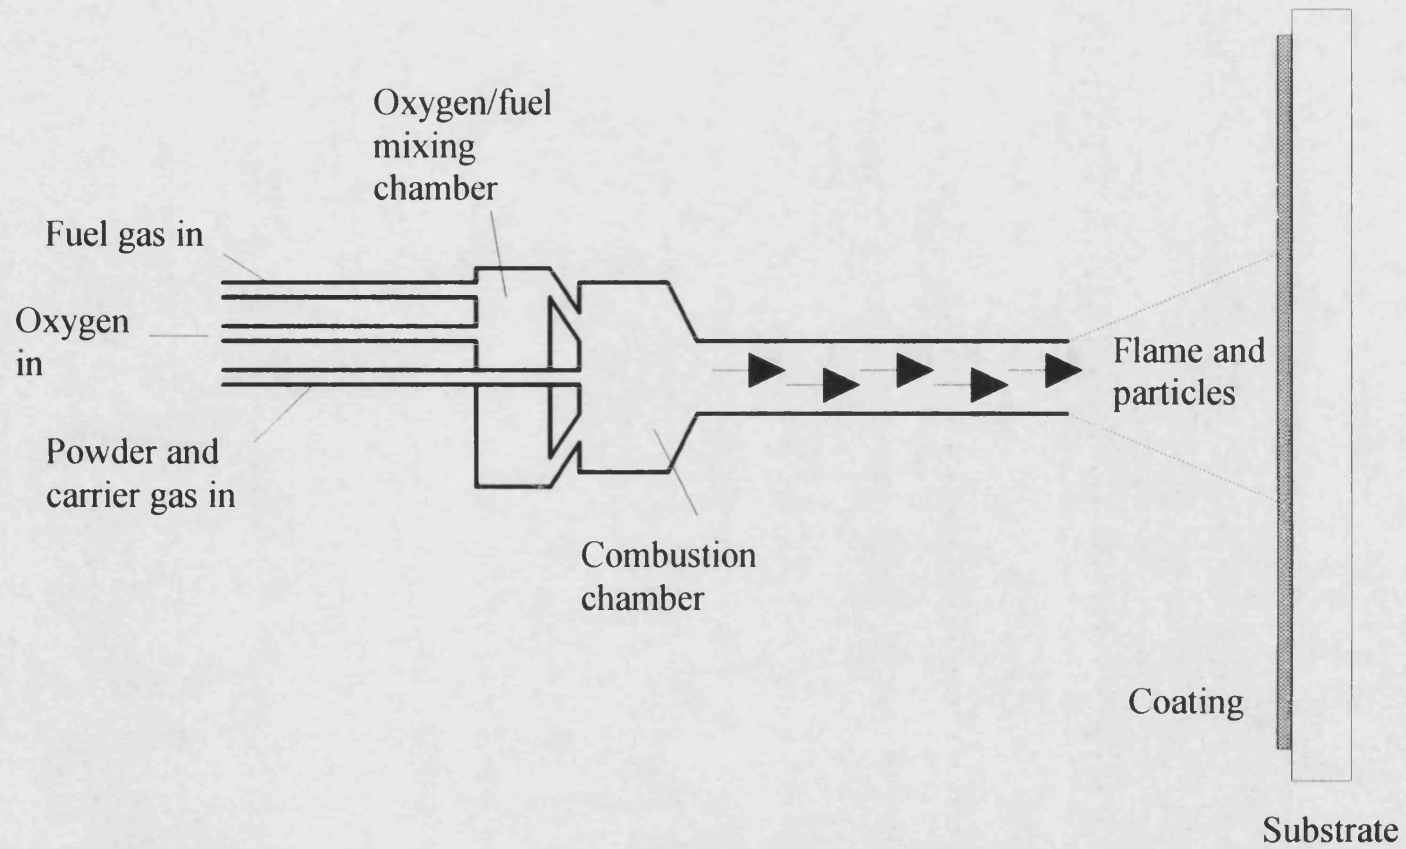 Oxygen/fuel
mixing
chamber
Fuel gas in
Oxygen
in
Flame and
particles
Powder and
carrier gas in
Combustion
chamber
Coating
Substrate